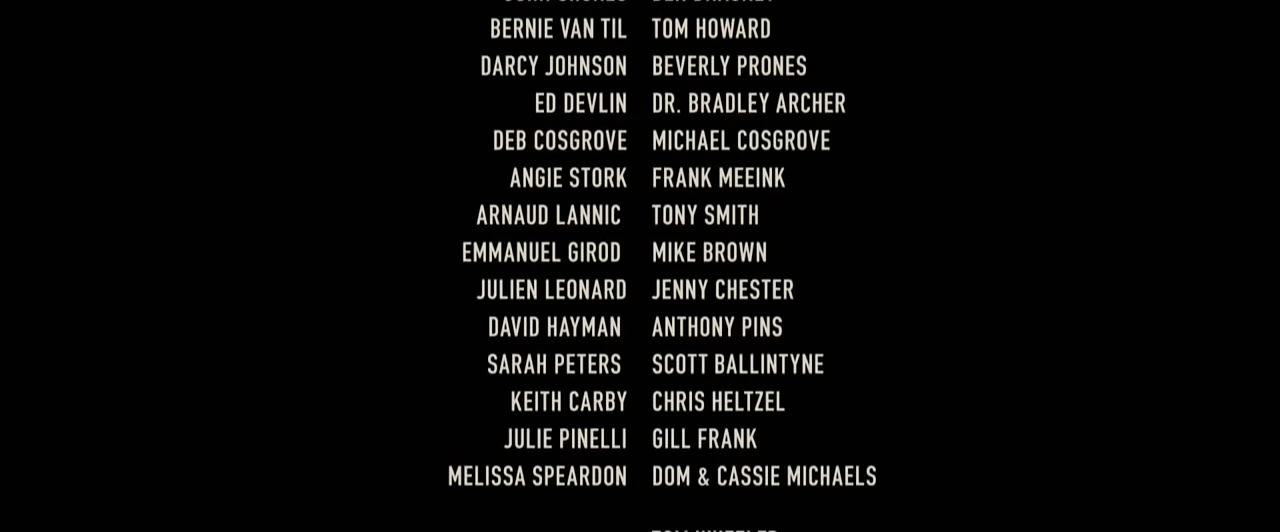 BERNIE VAN TIL TOM HOWARD
DARCY JOHNSON BEVERLY PRONES
ED DEVLIN DR. BRADLEY ARCHER
DEB COSGROVE MICHAEL COSGROVE
ANGIE STORK FRANK MEEINK
ARNAUD LANNIC TONY SMITH
EMMANUEL GIROD MIKE BROWN
JULIEN LEONARD JENNY CHESTER
DAVID HAYMAN ANTHONY PINS
SARAH PETERS SCOTT BALLINTYNE
KEITH CARBY CHRIS HELTZEL
JULIE PINELLI GILL FRANK
MELISSA SPEARDON DOM & CASSIE MICHAELS